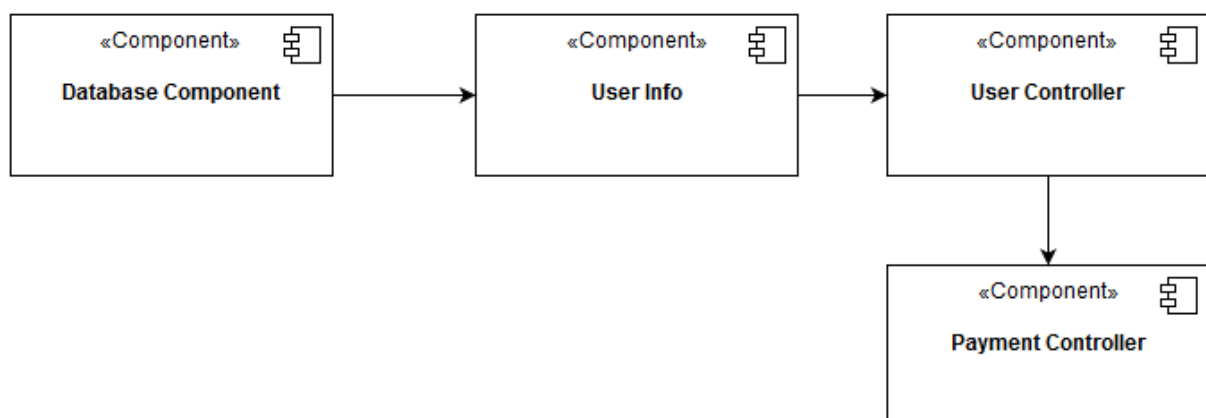 «Component»
Database Component
«Component»
User Info
«Component»
User Controller
«Component»
Payment Controller